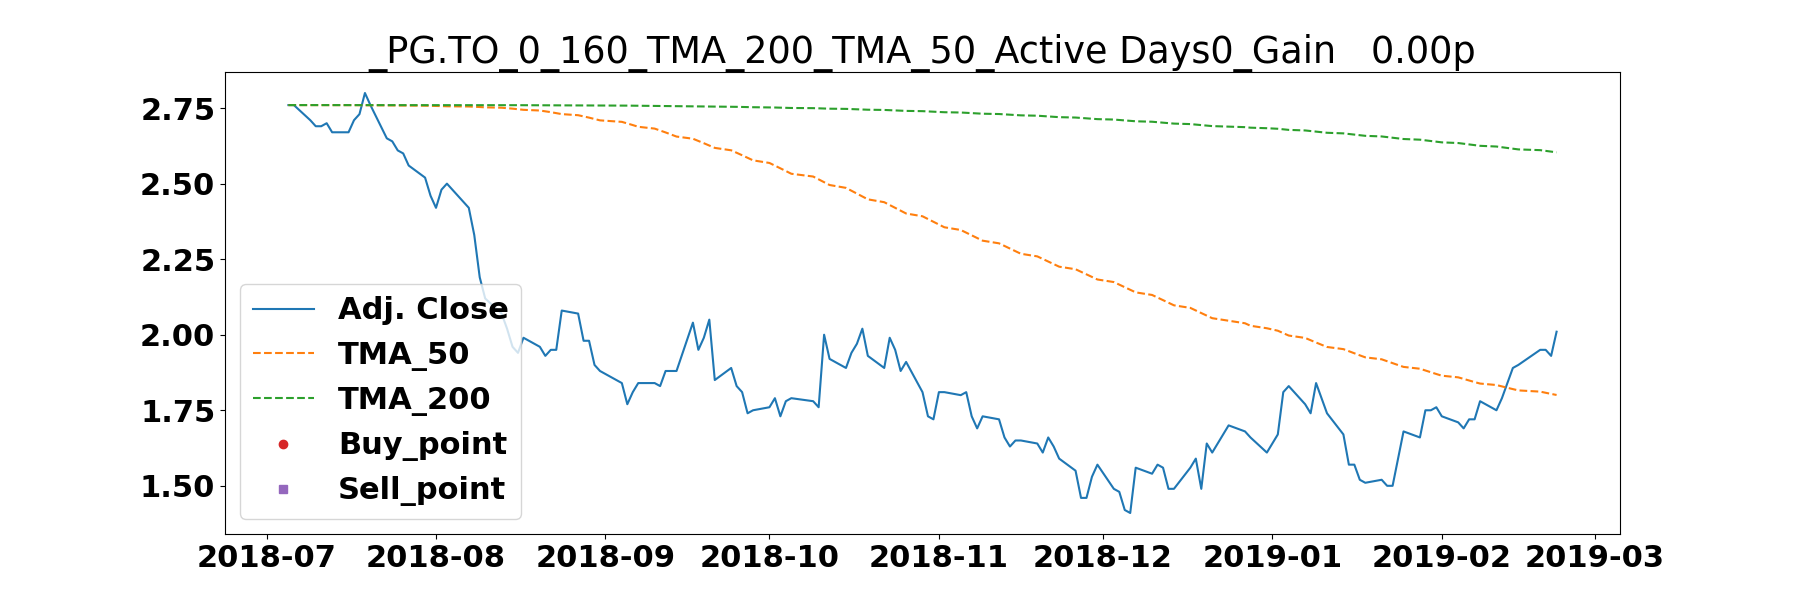 _PG.TO_0_160_TMA_200_TMA_50_Active Days0_Gain   0.00p
2.75
2.50
2.25
2.00
1.75
1.50
Adj. Close
TMA_50
TMA_200
Buy_point
Sell_point
2018-07 2018-08 2018-09 2018-10 2018-11 2018-12 2019-01 2019-02 2019-03